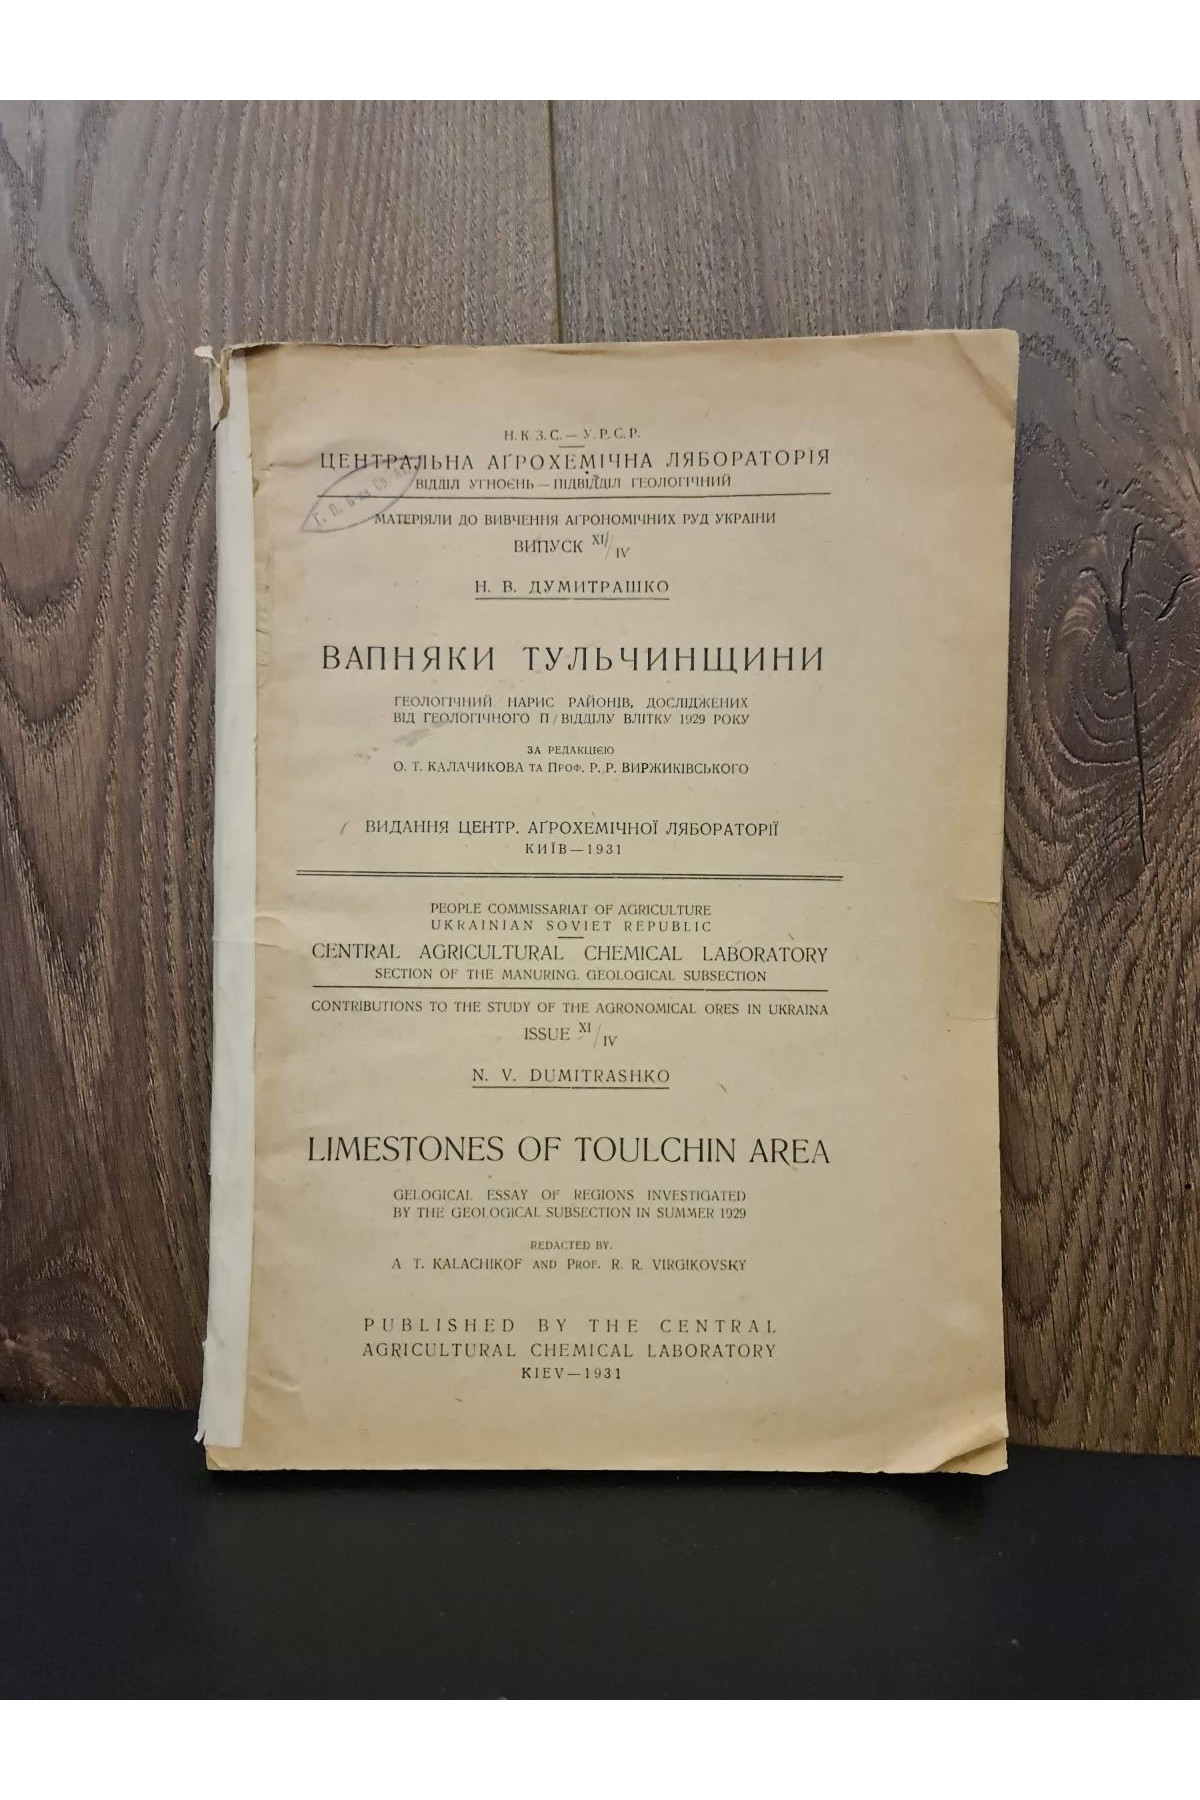 Н. К З. С. — У. Р. С. Р.
ЦЕНТРАЛЬНА АҐРОХЕМІЧНА ЛЯБОРАТОРІЯ
ВІДДІЛ УГНОЄНЬ — ПІДВІДДІЛ ГЕОЛОГІЧНИЙ
Г. П.
МАТЕРІЯЛИ ДО ВИВЧЕННЯ АҐРОНОМІЧНИХ РУД УКРАЇНИ
ВИПУСК XI/IV
Н. В. ДУМИТРАШКО
ВАПНЯКИ ТУЛЬЧИНЩИНИ
ГЕОЛОГІЧНИЙ НАРИС РАЙОНІВ, ДОСЛІДЖЕНИХ
ВІД ГЕОЛОГІЧНОГО П/ВІДДІЛУ ВЛІТКУ 1929 РОКУ
ЗА РЕДАКЦІЄЮ
О. Т. КАЛАЧИКОВА ТА ПРОФ. Р. Р. ВИРЖИКІВСЬКОГО
ВИДАННЯ ЦЕНТР. АҐРОХЕМІЧНОЇ ЛЯБОРАТОРІЇ
КИЇВ — 1931
PEOPLE COMMISSARIAT OF AGRICULTURE
UKRAINIAN SOVIET REPUBLIC
CENTRAL AGRICULTURAL CHEMICAL LABORATORY
SECTION OF THE MANURING. GEOLOGICAL SUBSECTION
CONTRIBUTIONS TO THE STUDY OF THE AGRONOMICAL ORES IN UKRAINA
ISSUE XI/IV
N. V. DUMITRASHKO
LIMESTONES OF TOULCHIN AREA
GELOGICAL ESSAY OF REGIONS INVESTIGATED
BY THE GEOLOGICAL SUBSECTION IN SUMMER 1929
REDACTED BY.
A T. KALACHIKOF AND PROF. R. R. VIRGIKOVSKY
PUBLISHED BY THE CENTRAL
AGRICULTURAL CHEMICAL LABORATORY
KIEV — 1931